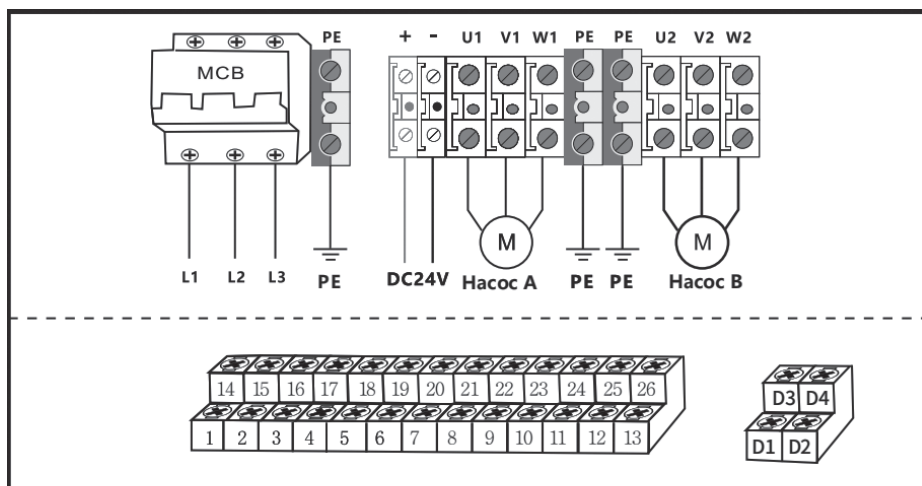 PE + - U1 V1 W1 PE PE U2 V2 W2
MCB
M M
L1 L2 L3 PE DC24V Насос A PE PE Насос B
14 15 16 17 18 19 20 21 22 23 24 25 26
1 2 3 4 5 6 7 8 9 10 11 12 13
D3 D4
D1 D2